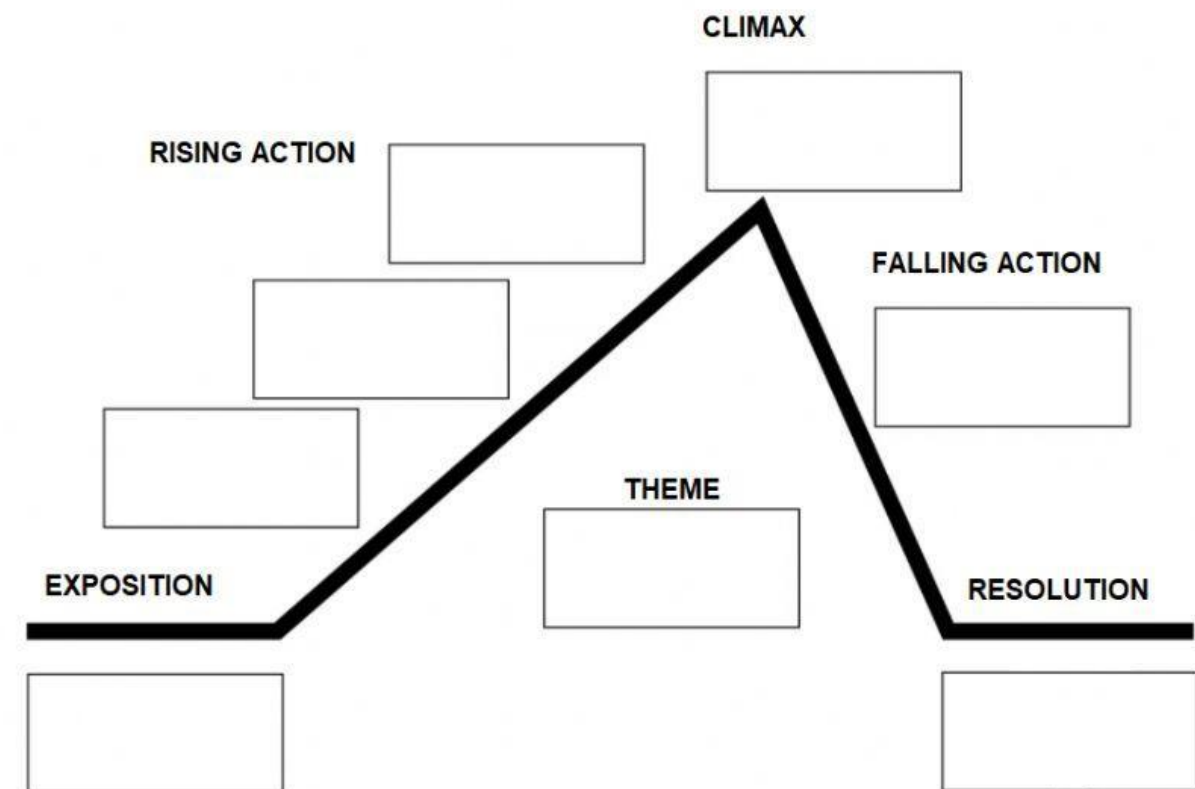 CLIMAX
RISING ACTION
FALLING ACTION
THEME
EXPOSITION
RESOLUTION